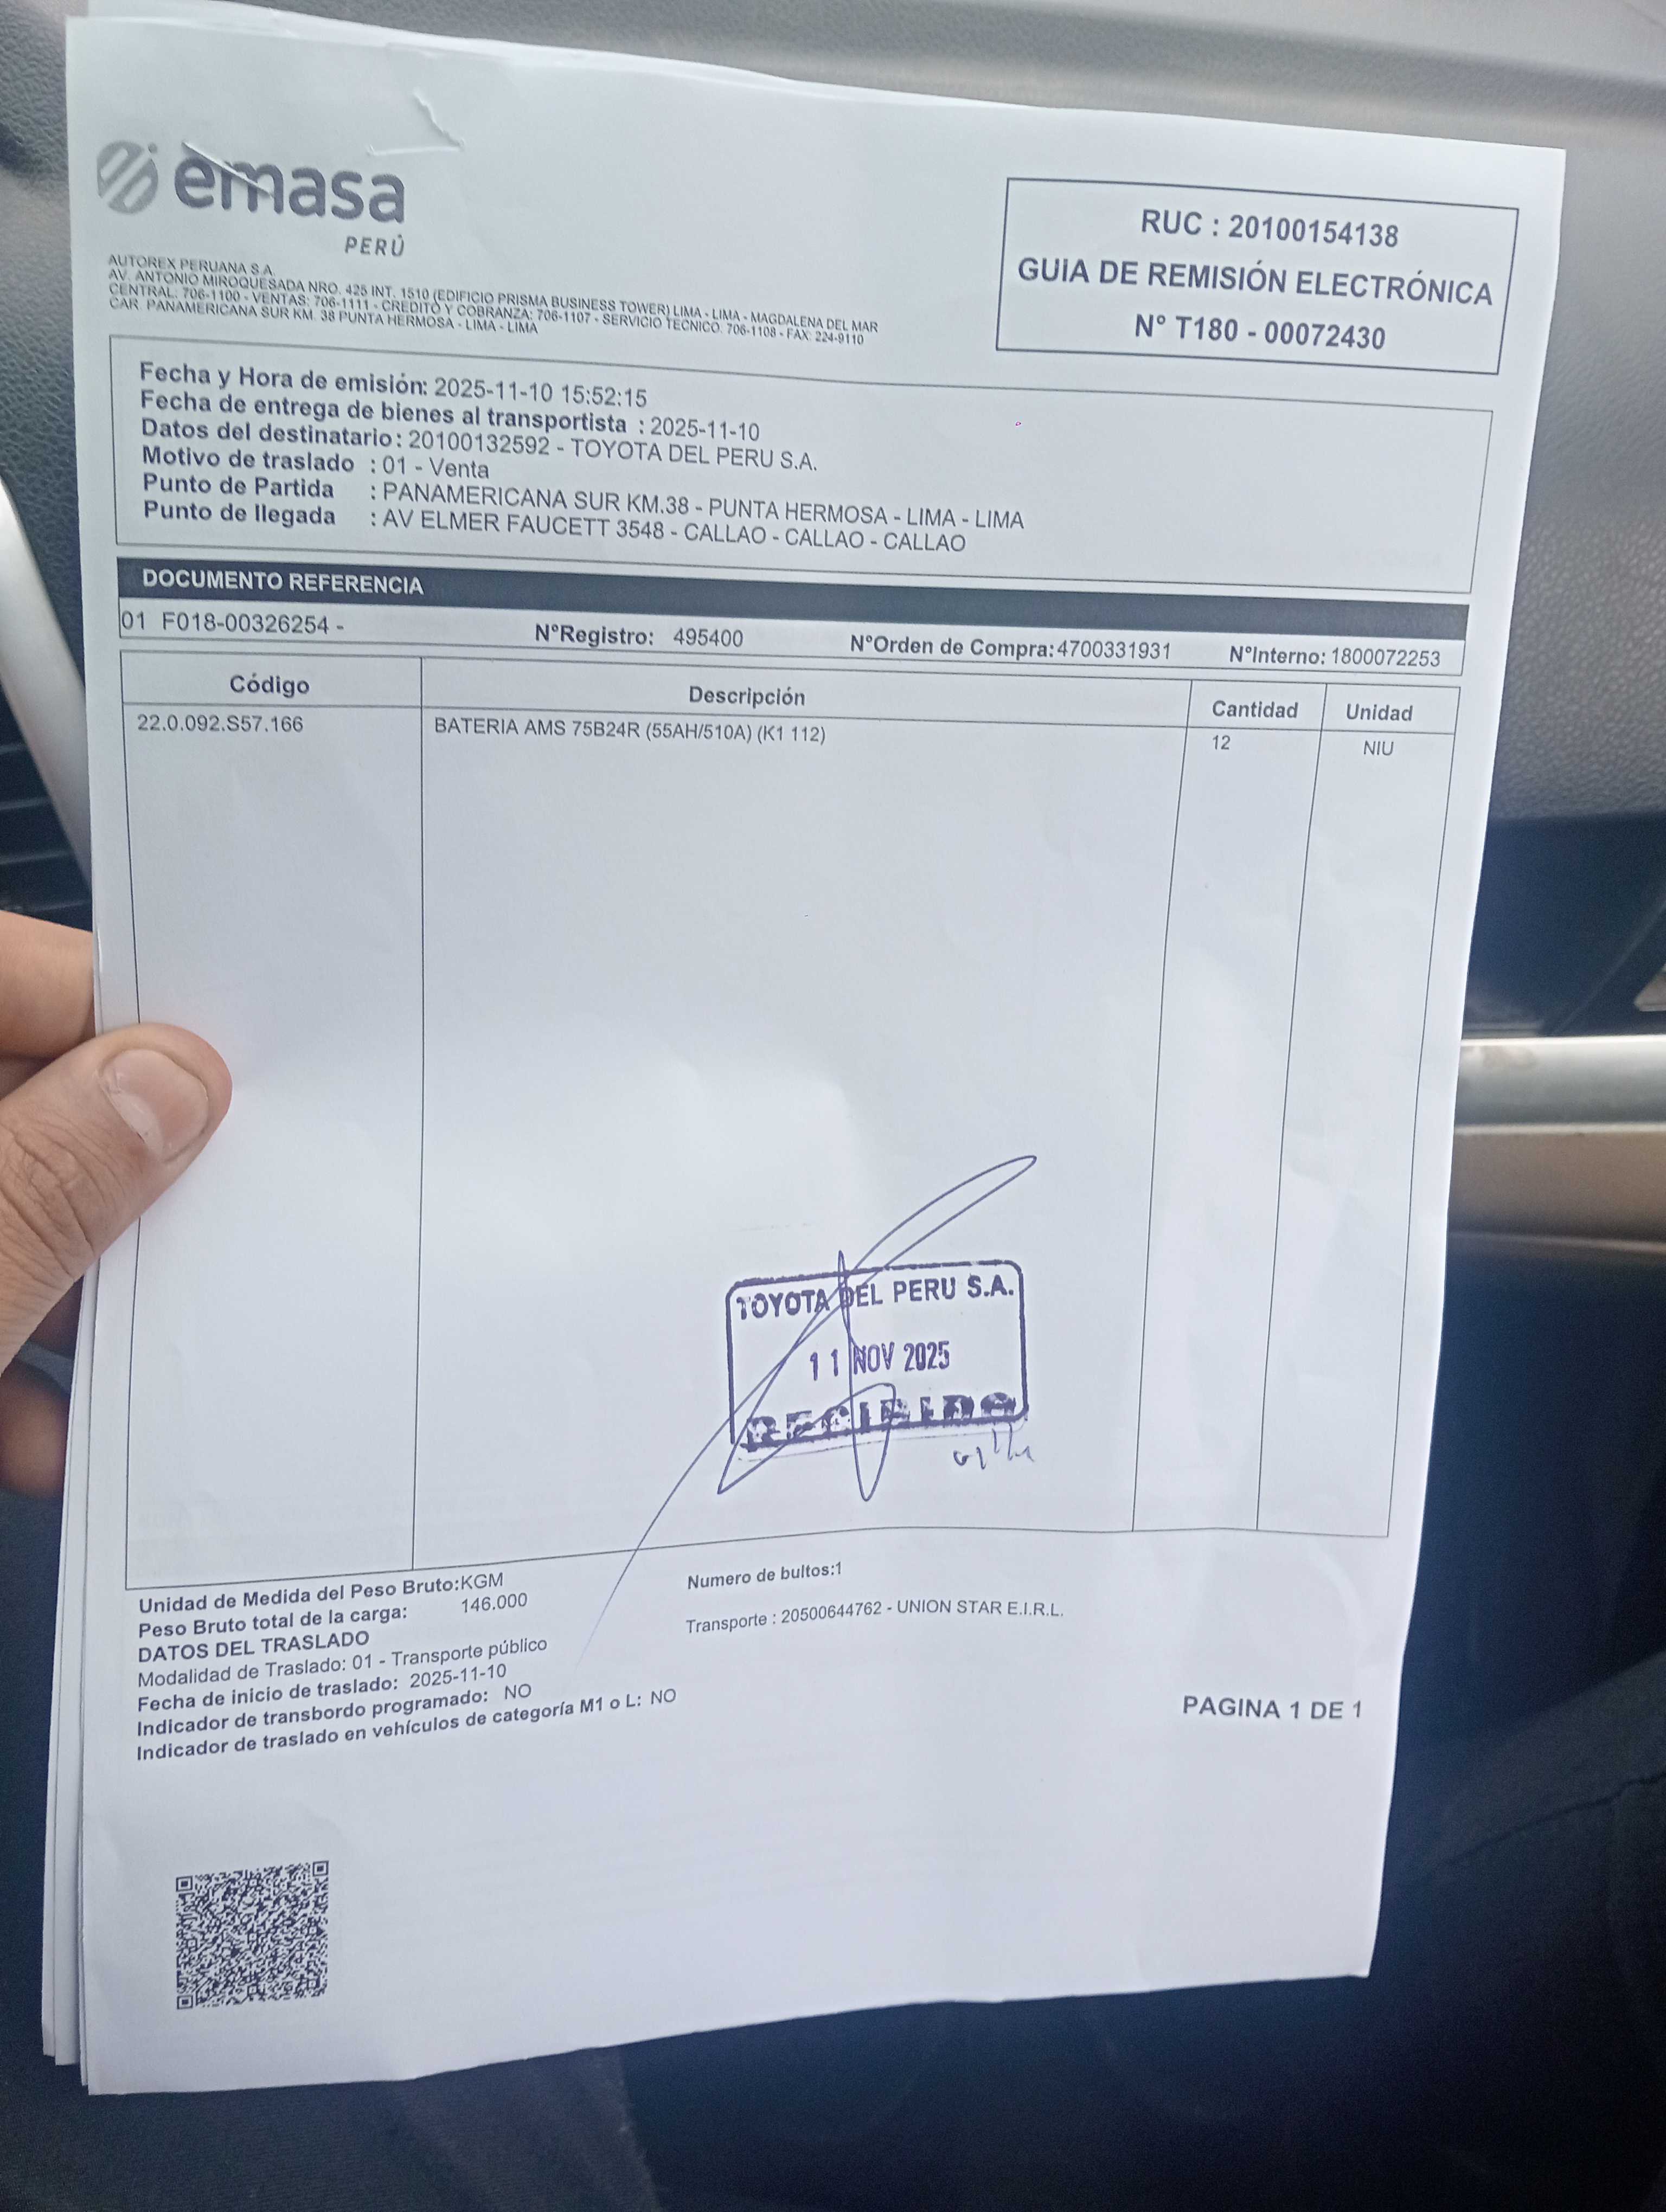 emasa
PERÚ
AUTOREX PERUANA S.A.
AV. ANTONIO MIROQUESADA NRO. 425 INT. 1510 (EDIFICIO PRISMA BUSINESS TOWER) LIMA - LIMA - MAGDALENA DEL MAR
CENTRAL: 706-1100 - VENTAS: 706-1111 - CREDITO Y COBRANZA: 706-1107 - SERVICIO TECNICO: 706-1108 - FAX: 224-9110
CAR. PANAMERICANA SUR KM. 38 PUNTA HERMOSA - LIMA - LIMA
RUC : 20100154138
GUIA DE REMISIÓN ELECTRÓNICA
N° T180 - 00072430
Fecha y Hora de emisión: 2025-11-10 15:52:15
Fecha de entrega de bienes al transportista : 2025-11-10
Datos del destinatario : 20100132592 - TOYOTA DEL PERU S.A.
Motivo de traslado : 01 - Venta
Punto de Partida : PANAMERICANA SUR KM.38 - PUNTA HERMOSA - LIMA - LIMA
Punto de llegada : AV ELMER FAUCETT 3548 - CALLAO - CALLAO - CALLAO
DOCUMENTO REFERENCIA
01 F018-00326254 - N°Registro: 495400 N°Orden de Compra: 4700331931 N°Interno: 1800072253
Código Descripción Cantidad Unidad
22.0.092.S57.166 BATERIA AMS 75B24R (55AH/510A) (K1 112) 12 NIU
TOYOTA DEL PERU S.A.
11 NOV 2025
RECIBIDO
Unidad de Medida del Peso Bruto:KGM
Peso Bruto total de la carga: 146.000
DATOS DEL TRASLADO
Modalidad de Traslado: 01 - Transporte público
Fecha de inicio de traslado: 2025-11-10
Indicador de transbordo programado: NO
Indicador de traslado en vehículos de categoría M1 o L: NO
Numero de bultos:1
Transporte : 20500644762 - UNION STAR E.I.R.L.
PAGINA 1 DE 1